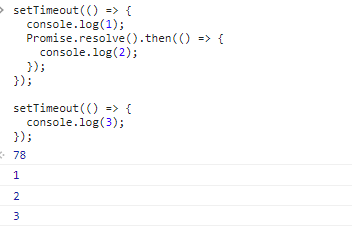 > setTimeout(() => {
    console.log(1);
    Promise.resolve().then(() => {
      console.log(2);
    });
  });

  setTimeout(() => {
    console.log(3);
  });
78
1
2
3